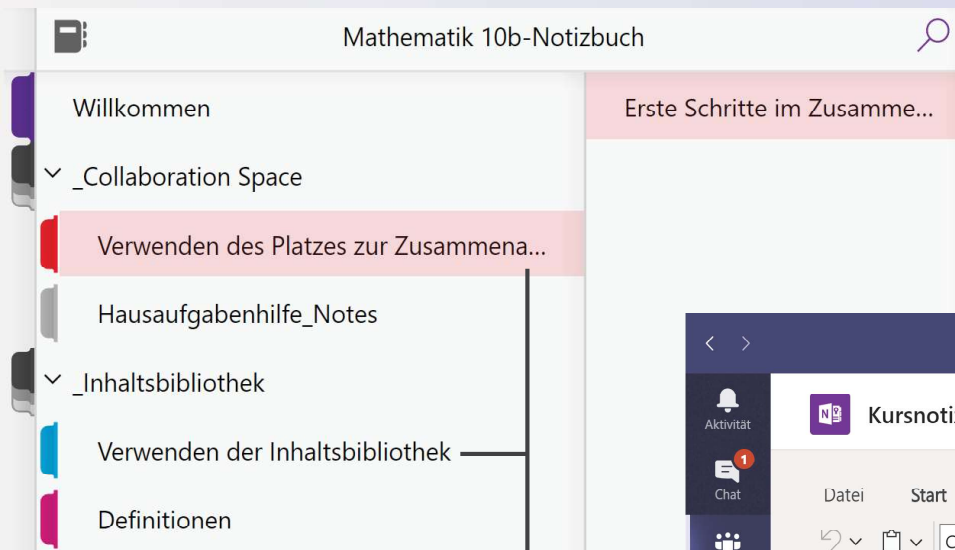 Mathematik 10b-Notizbuch
Willkommen
_Collaboration Space
Verwenden des Platzes zur Zusammena...
Hausaufgabenhilfe_Notes
_Inhaltsbibliothek
Verwenden der Inhaltsbibliothek
Definitionen
Erste Schritte im Zusamme...
Aktivität
1
Chat
N
Datei
Start